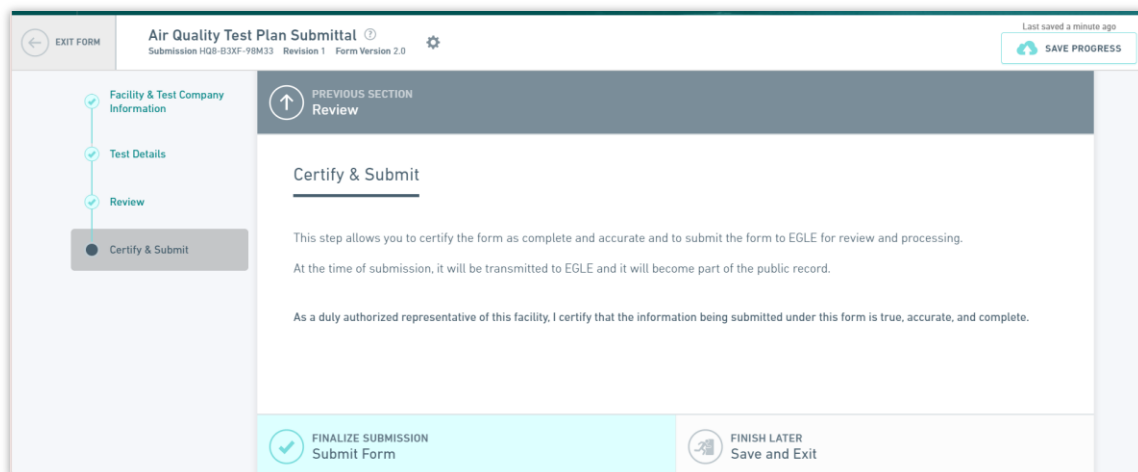 EXIT FORM
Air Quality Test Plan Submittal ?
Submission HQ8-B3XF-98M33 Revision 1 Form Version 2.0
Last saved a minute ago
SAVE PROGRESS
Facility & Test Company
Information
Test Details
Review
Certify & Submit
PREVIOUS SECTION
Review
Certify & Submit
This step allows you to certify the form as complete and accurate and to submit the form to EGLE for review and processing.
At the time of submission, it will be transmitted to EGLE and it will become part of the public record.
As a duly authorized representative of this facility, I certify that the information being submitted under this form is true, accurate, and complete.
FINALIZE SUBMISSION
Submit Form
FINISH LATER
Save and Exit